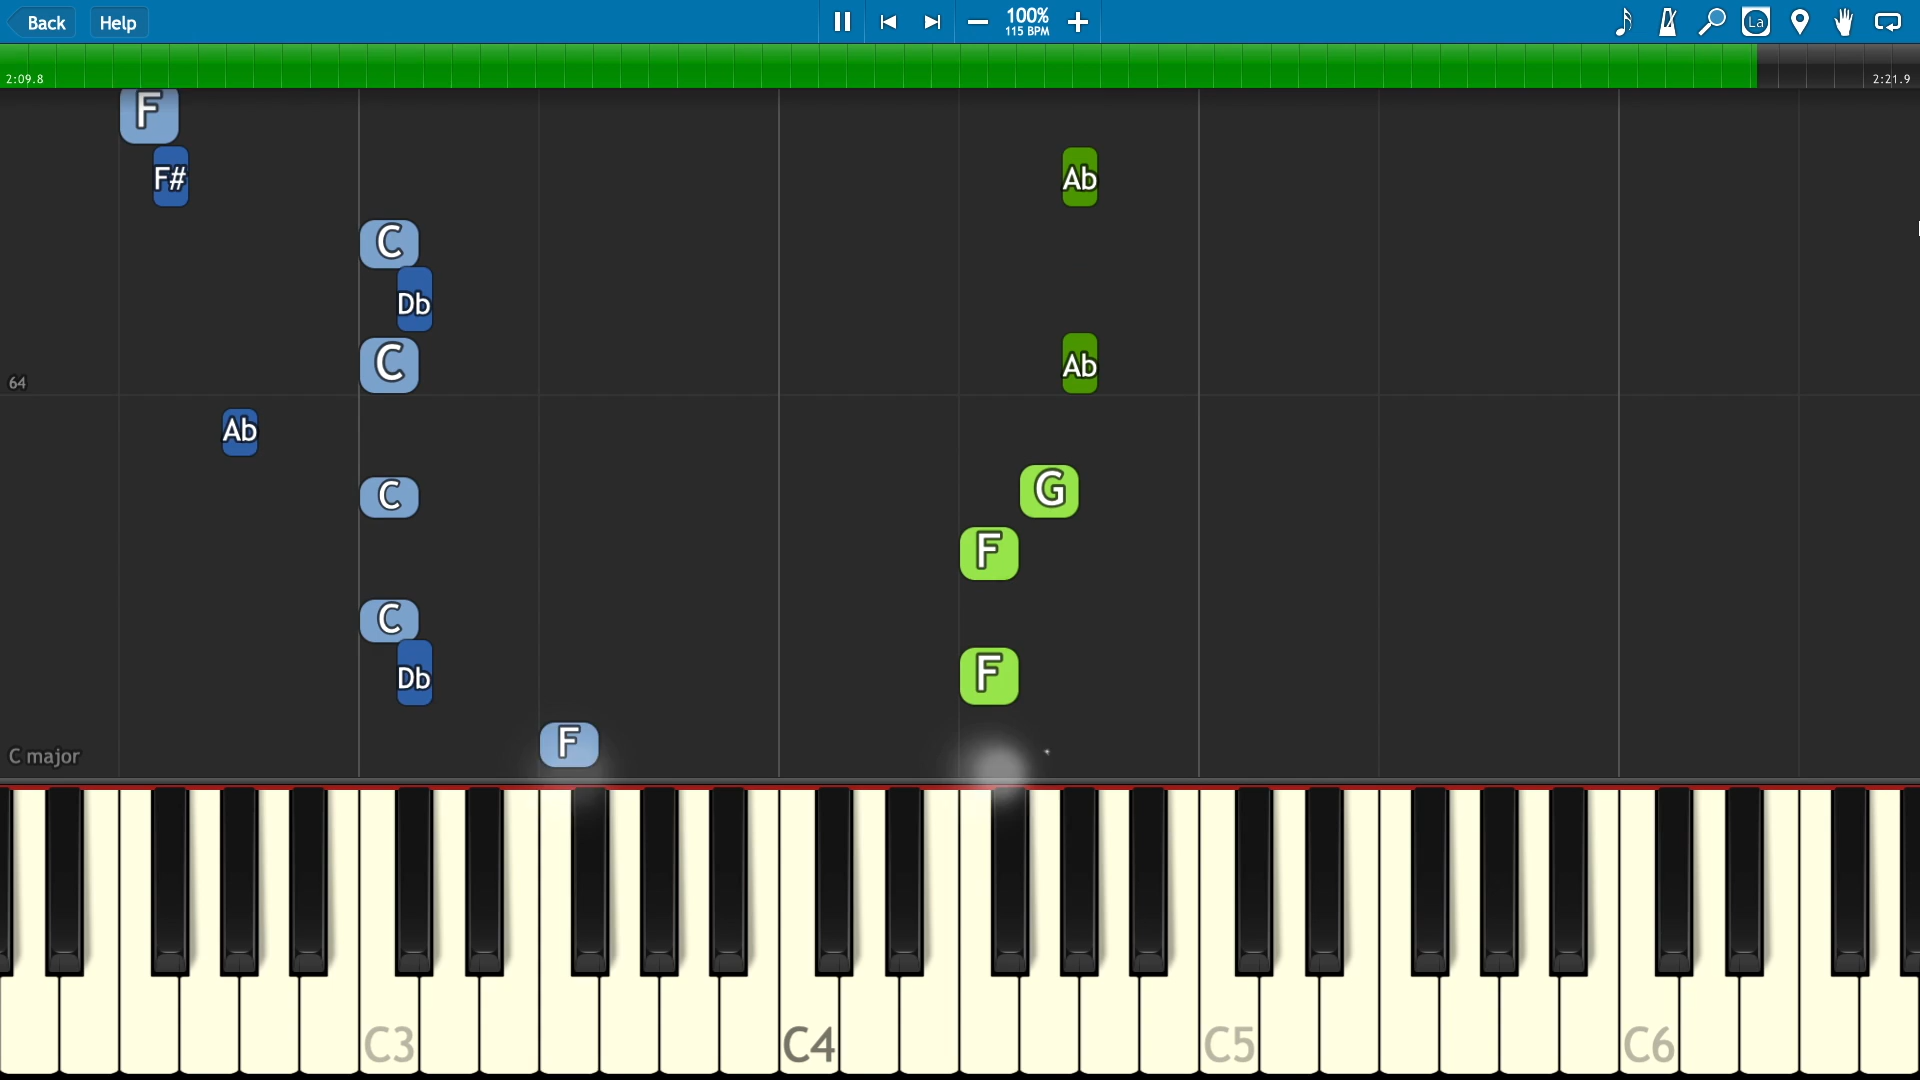 Back Help 100% La
115 BPM
2:09.8 2:21.9
F
F# Ab
C
Db
C Ab
64
Ab
C G
F
C
Db F
F
C major
C3 C4 C5 C6